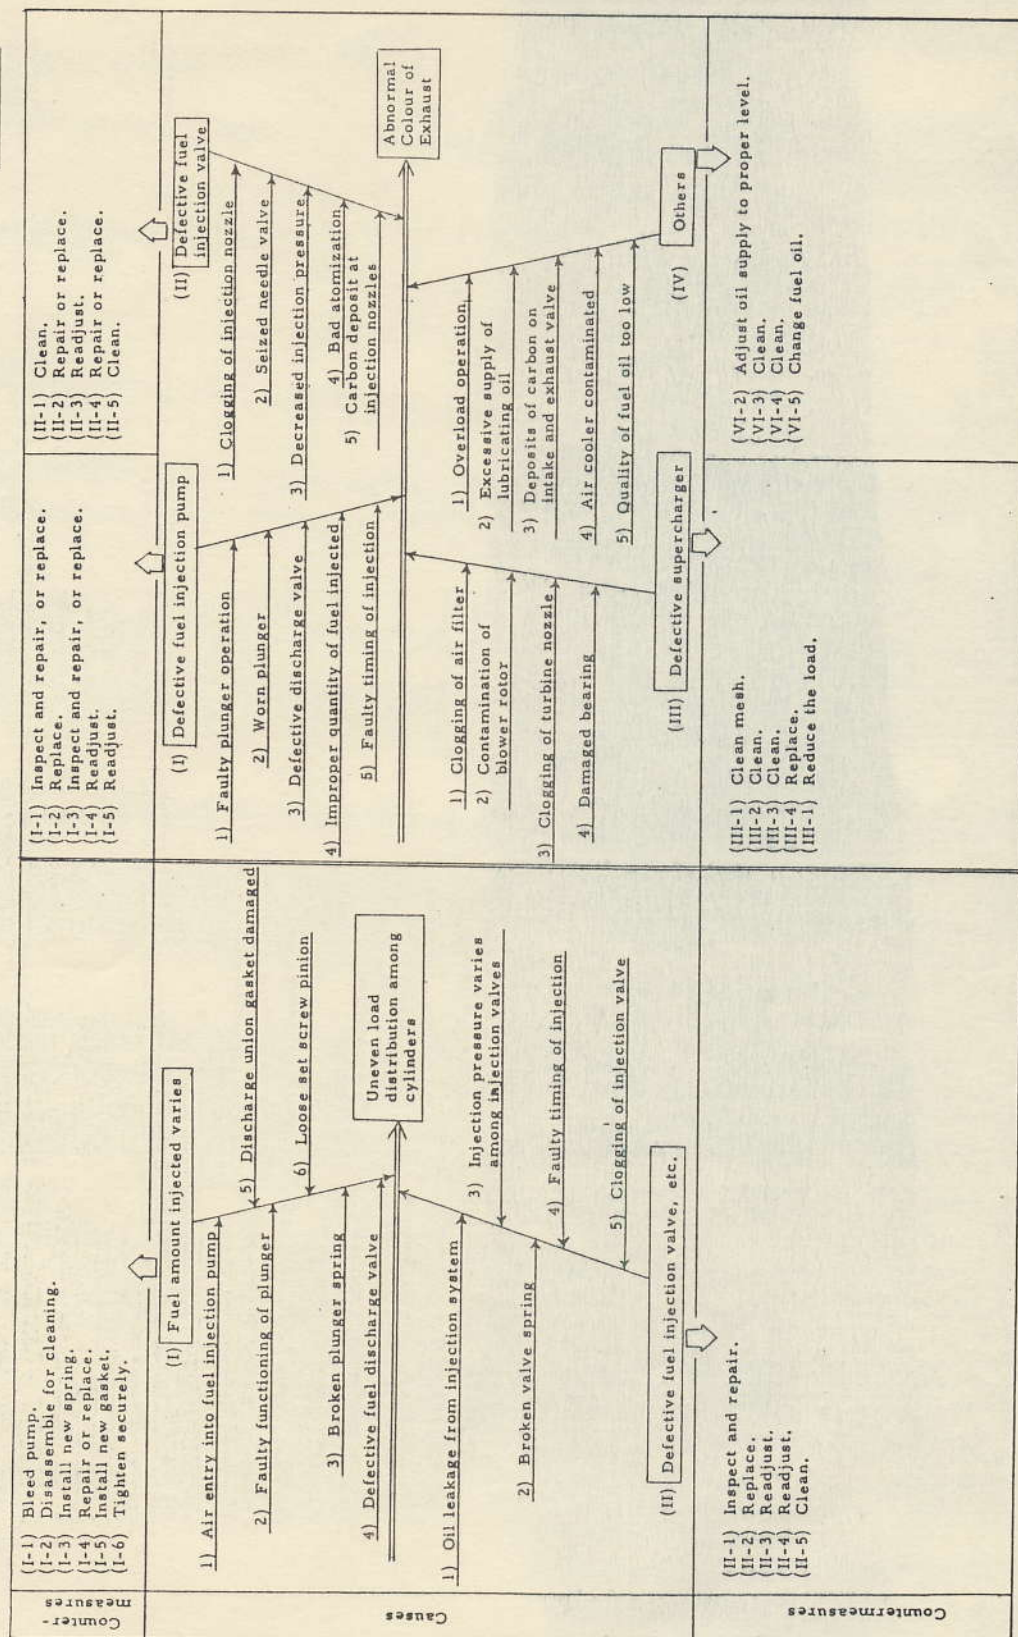 Counter-
measures
(I-1) Bleed pump.
(I-2) Disassemble for cleaning.
(I-3) Install new spring.
(I-4) Repair or replace.
(I-5) Install new gasket.
(I-6) Tighten securely.
(I-1) Inspect and repair, or replace.
(I-2) Replace.
(I-3) Inspect and repair, or replace.
(I-4) Readjust.
(I-5) Readjust.
(II-1) Clean.
(II-2) Repair or replace.
(II-3) Readjust.
(II-4) Repair or replace.
(II-5) Clean.
Causes
(I) Fuel amount injected varies
1) Air entry into fuel injection pump
5) Discharge union gasket damaged
2) Faulty functioning of plunger
6) Loose set screw pinion
3) Broken plunger spring
4) Defective fuel discharge valve
Uneven load
distribution among
cylinders
1) Oil leakage from injection system
3) Injection pressure varies
among injection valves
2) Broken valve spring
4) Faulty timing of injection
5) Clogging of injection valve
(II) Defective fuel injection valve, etc.
(I) Defective fuel injection pump
1) Faulty plunger operation
2) Worn plunger
3) Defective discharge valve
4) Improper quantity of fuel injected
5) Faulty timing of injection
(II) Defective fuel
injection valve
1) Clogging of injection nozzle
2) Seized needle valve
3) Decreased injection pressure
4) Bad atomization
5) Carbon deposit at
injection nozzles
Abnormal
Colour of
Exhaust
1) Clogging of air filter
2) Contamination of
blower rotor
3) Clogging of turbine nozzle
4) Damaged bearing
(III) Defective supercharger
1) Overload operation
2) Excessive supply of
lubricating oil
3) Deposits of carbon on
intake and exhaust valve
4) Air cooler contaminated
5) Quality of fuel oil too low
(IV) Others
Countermeasures
(II-1) Inspect and repair.
(II-2) Replace.
(II-3) Readjust.
(II-4) Readjust.
(II-5) Clean.
(III-1) Clean mesh.
(III-2) Clean.
(III-3) Clean.
(III-4) Replace.
(III-1) Reduce the load.
(VI-2) Adjust oil supply to proper level.
(VI-3) Clean.
(VI-4) Clean.
(VI-5) Change fuel oil.